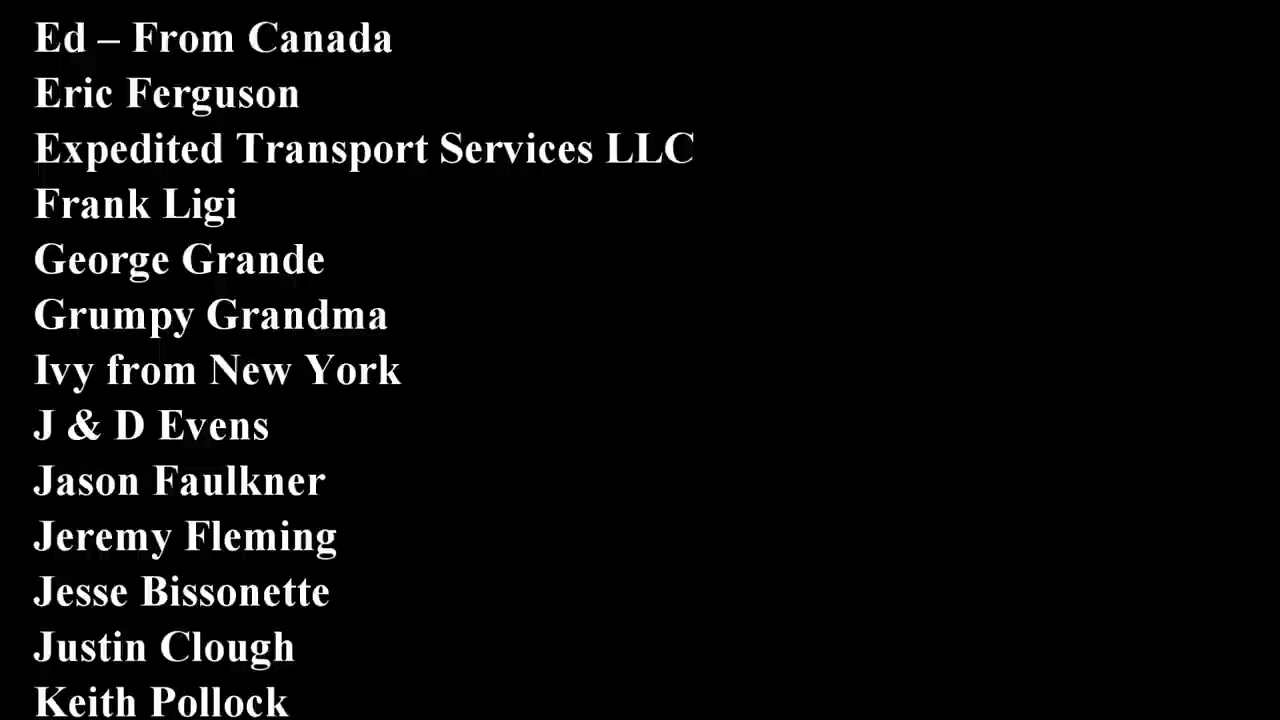 Ed – From Canada
Eric Ferguson
Expedited Transport Services LLC
Frank Ligi
George Grande
Grumpy Grandma
Ivy from New York
J & D Evens
Jason Faulkner
Jeremy Fleming
Jesse Bissonette
Justin Clough
Keith Pollock